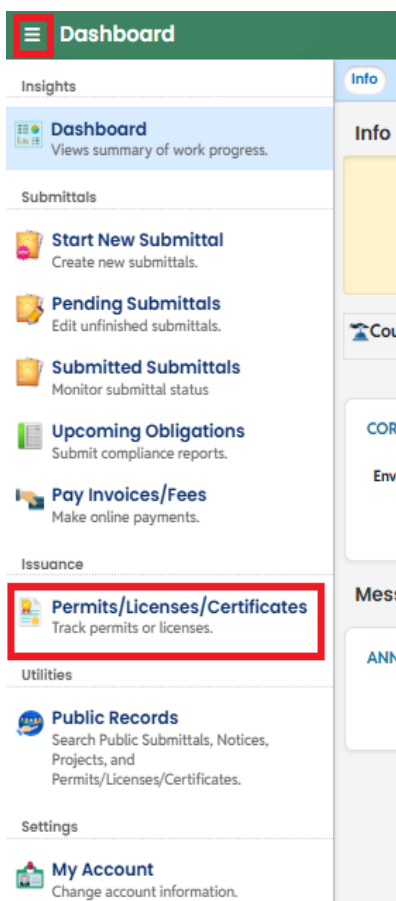 Dashboard
Insights
Info
Dashboard
Views summary of work progress.
Info
Submittals
Start New Submittal
Create new submittals.
Pending Submittals
Edit unfinished submittals.
Submitted Submittals
Monitor submittal status
Upcoming Obligations
Submit compliance reports.
Pay Invoices/Fees
Make online payments.
Issuance
Permits/Licenses/Certificates
Track permits or licenses.
Utilities
Public Records
Search Public Submittals, Notices,
Projects, and
Permits/Licenses/Certificates.
Settings
My Account
Change account information.